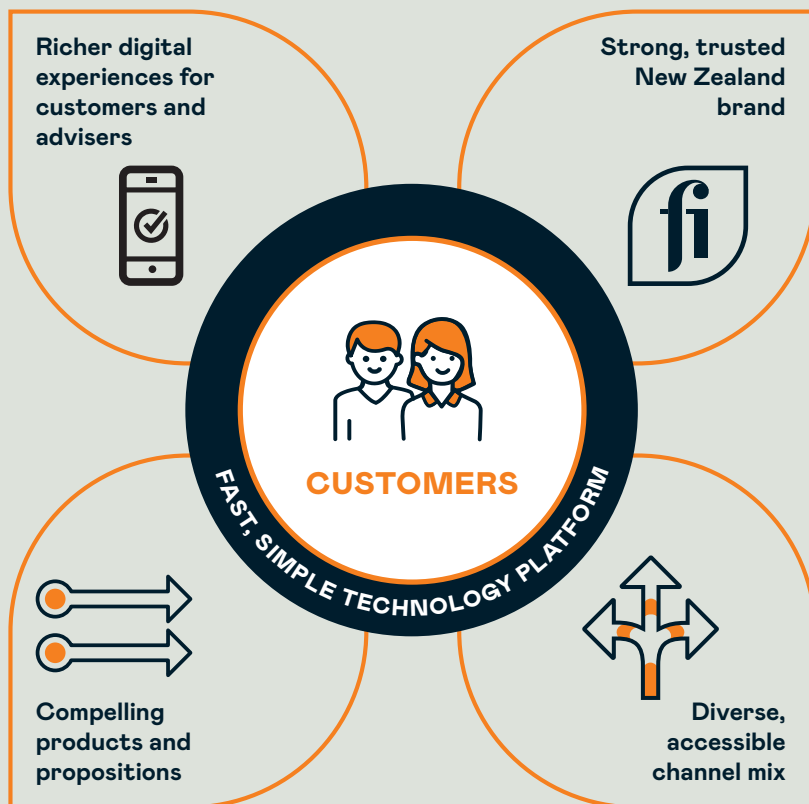 Richer digital
experiences for
customers and
advisers
Strong, trusted
New Zealand
brand
fi
CUSTOMERS
FAST, SIMPLE TECHNOLOGY PLATFORM
Compelling
products and
propositions
Diverse,
accessible
channel mix